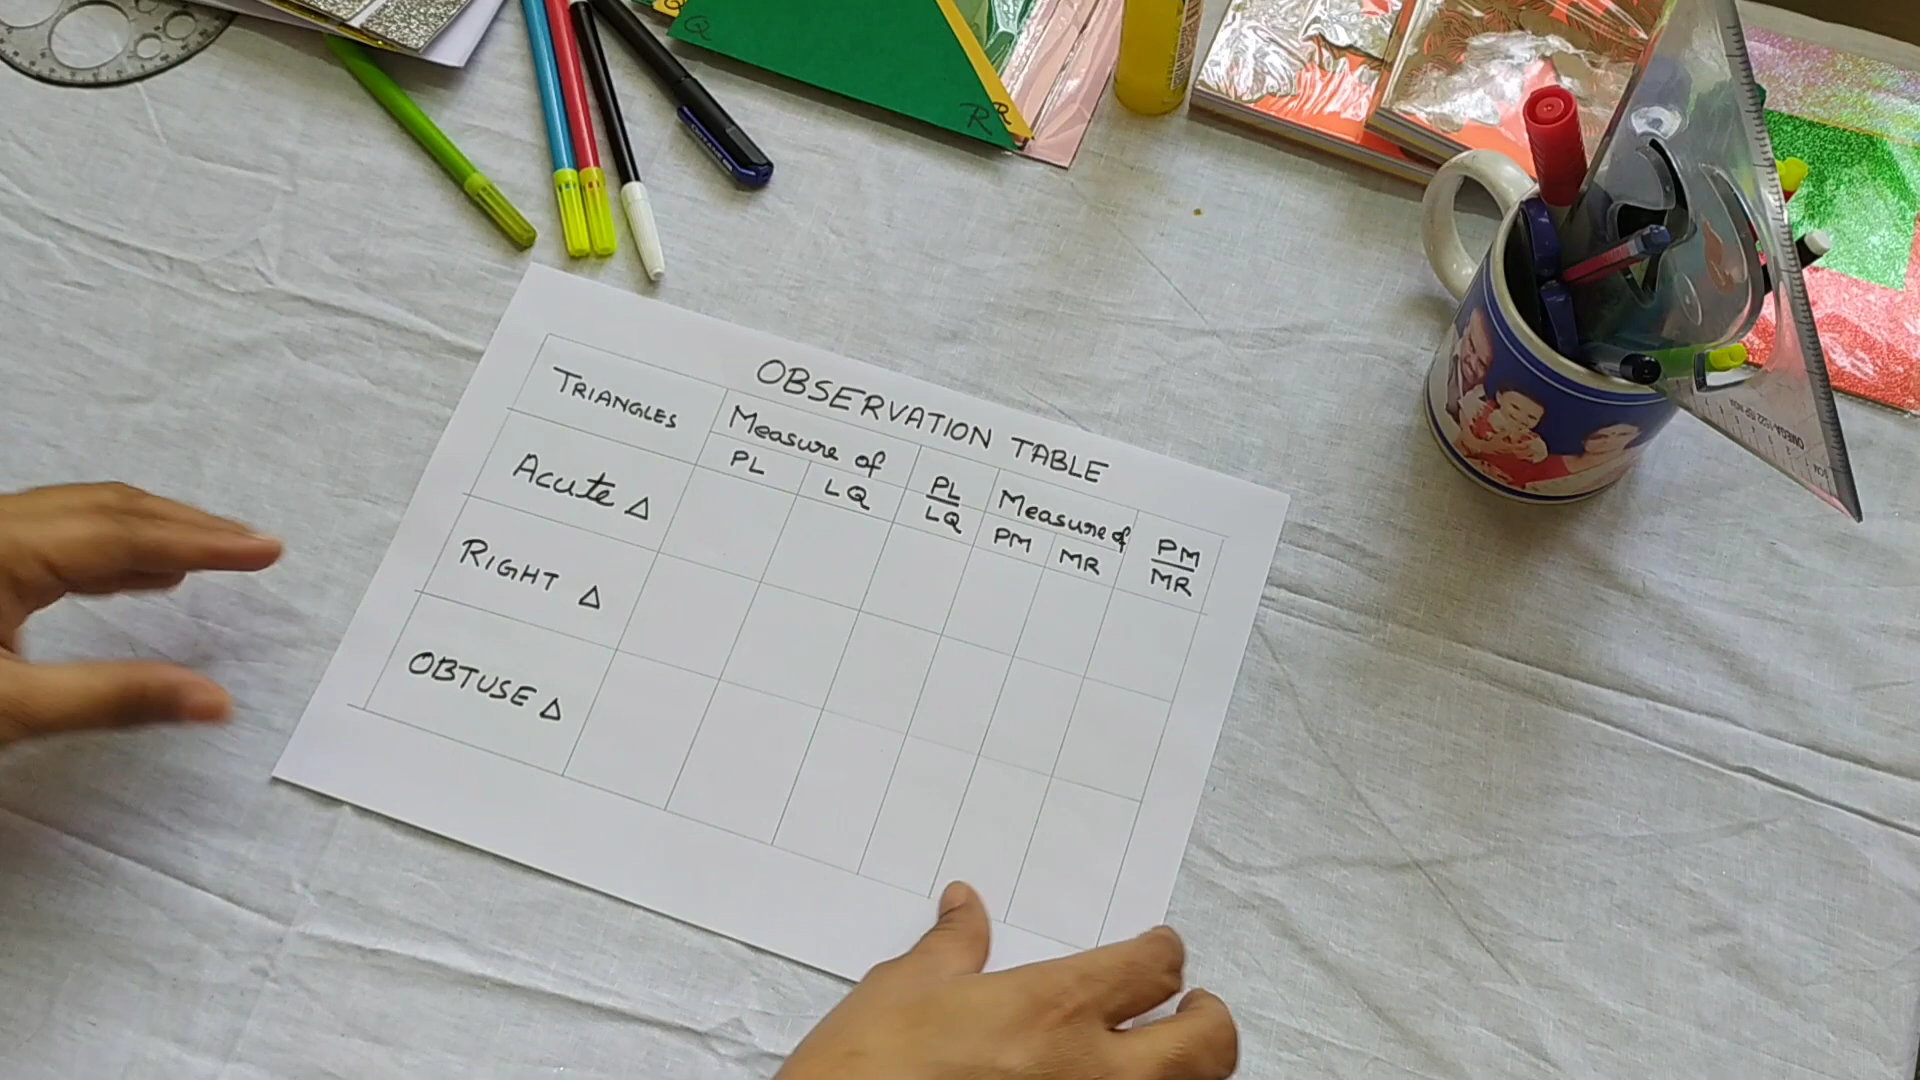 OBSERVATION TABLE
TRIANGLES
Measure of
PL
LQ
PL
LQ
Measure of
PM
MR
PM
MR
Acute Δ
RIGHT Δ
OBTUSE Δ
Q
Q
R
R